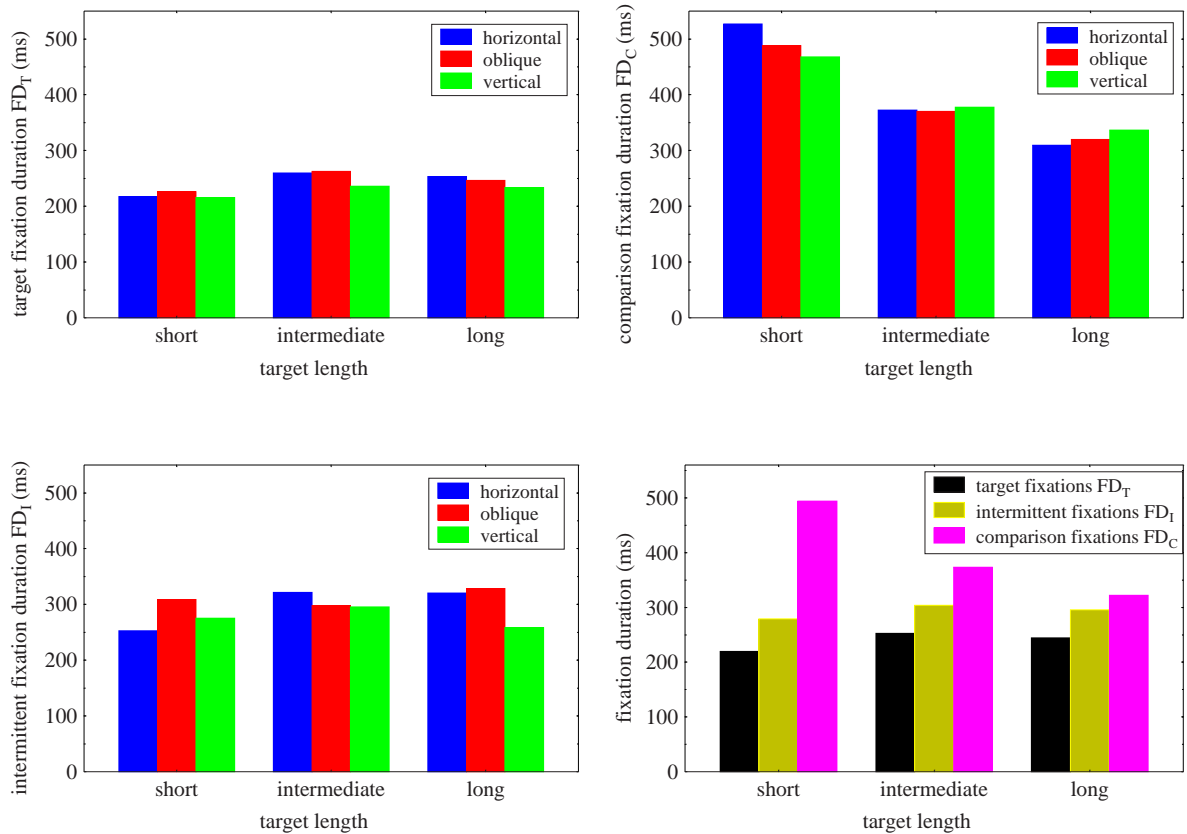 target fixation duration FD_T (ms)
500
400
300
200
100
0
horizontal
oblique
vertical
short intermediate long
target length
comparison fixation duration FD_C (ms)
500
400
300
200
100
0
horizontal
oblique
vertical
short intermediate long
target length
intermittent fixation duration FD_I (ms)
500
400
300
200
100
0
horizontal
oblique
vertical
short intermediate long
target length
fixation duration (ms)
500
400
300
200
100
0
target fixations FD_T
intermittent fixations FD_I
comparison fixations FD_C
short intermediate long
target length